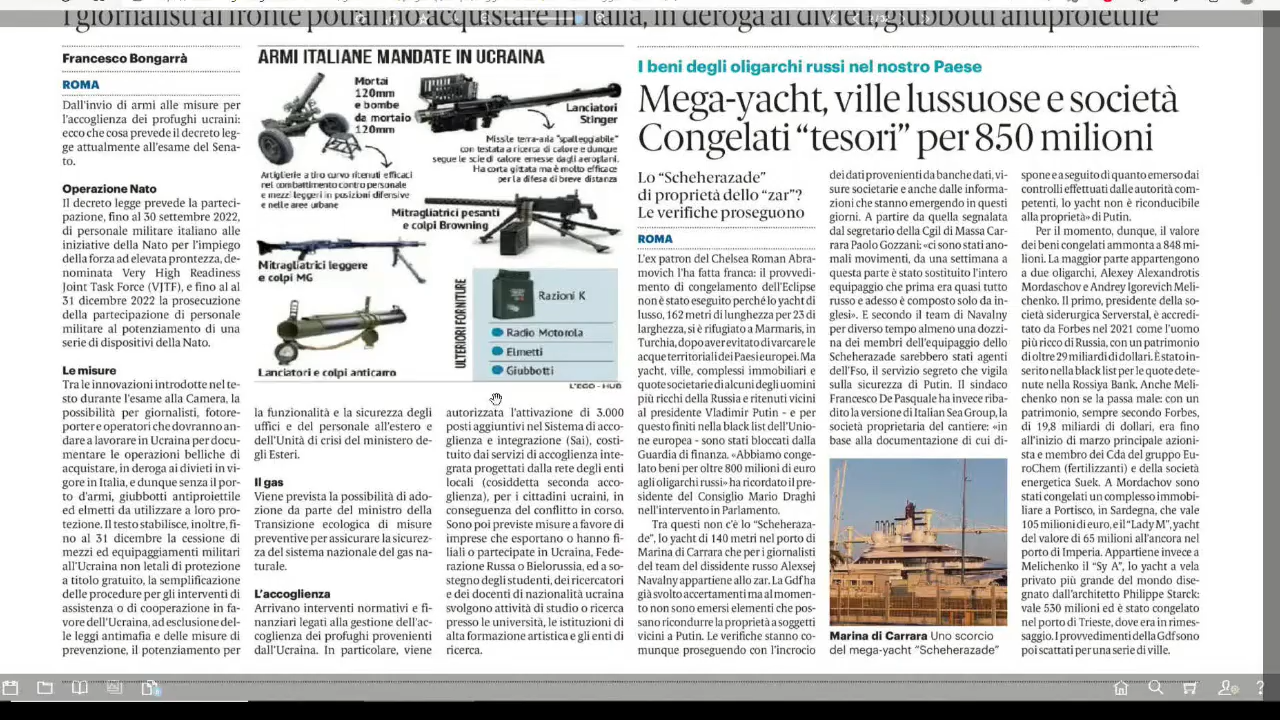 I giornalisti al fronte potranno acquistare in Italia, in deroga ai divieti, giubbotti antiproiettile
Francesco Bongarrà
ROMA
Dall'invio di armi alle misure per
l'accoglienza dei profughi ucraini:
ecco che cosa prevede il decreto leg-
ge attualmente all'esame del Sena-
to.
Operazione Nato
Il decreto legge prevede la parteci-
pazione, fino al 30 settembre 2022,
di personale militare italiano alle
iniziative della Nato per l'impiego
della forza ad elevata prontezza, de-
nominata Very High Readiness
Joint Task Force (VJTF), e fino al al
31 dicembre 2022 la prosecuzione
della partecipazione di personale
militare al potenziamento di una
serie di dispositivi della Nato.
Le misure
Tra le innovazioni introdotte nel te-
sto durante l'esame alla Camera, la
possibilità per giornalisti, fotore-
porter e operatori che dovranno an-
dare a lavorare in Ucraina per docu-
mentare le operazioni belliche di
acquistare, in deroga ai divieti in vi-
gore in Italia, e dunque senza il por-
to d'armi, giubotti antiproiettile
ed elmetti da utilizzare a loro pro-
tezione. Il testo stabilisce, inoltre, fi-
no al 31 dicembre la cessione di
mezzi ed equipaggiamenti militari
all'Ucraina non letali di protezione
a titolo gratuito, la semplificazione
delle procedure per gli interventi di
assistenza o di cooperazione in fa-
vore dell'Ucraina, ad esclusione del-
le leggi antimafia e delle misure di
prevenzione, il potenziamento per
ARMI ITALIANE MANDATE IN UCRAINA
Mortai
120mm
e bombe
da mortaio
120mm
Artiglierie a tiro curvo ritenuti efficaci
nel combattimento contro personale
e mezzi leggeri in posizioni difensive
e nelle aree urbane
Lanciatori
Stinger
Missile terra-aria "spalleggiabile"
con testata a ricerca di calore e dunque
segue le scie di calore emesse dagli aeroplani.
Ha corta gittata ma è molto efficace
per la difesa di breve distanza
Mitragliatrici pesanti
e colpi Browning
Mitragliatrici leggere
e colpi MG
Lanciatori e colpi anticarro
ULTERIORI FORNITURE
Razioni K
Radio Motorola
Elmetti
Giubbotti
L'EGO - HUB
la funzionalità e la sicurezza degli
uffici e del personale all'estero e
dell'Unità di crisi del ministero de-
gli Esteri.
Il gas
Viene prevista la possibilità di ado-
zione da parte del ministro della
Transizione ecologica di misure
preventive per assicurare la sicurez-
za del sistema nazionale del gas na-
turale.
L'accoglienza
Arrivano interventi normativi e fi-
nanziari legati alla gestione dell'ac-
coglienza dei profughi provenienti
dall'Ucraina. In particolare, viene
autorizzata l'attivazione di 3.000
posti aggiuntivi nel Sistema di acco-
glienza e integrazione (Sai), costi-
tuito dai servizi di accoglienza inte-
grata progettati dalla rete degli enti
locali (cosiddetta seconda acco-
glienza), per i cittadini ucraini, in
conseguenza del conflitto in corso.
Sono poi previste misure a favore di
imprese che esportano o hanno fi-
liali o partecipate in Ucraina, Fede-
razione Russa o Bielorussia, ed a so-
stegno degli studenti, dei ricercatori
e dei docenti di nazionalità ucraina
svolgono attività di studio o ricerca
presso le università, le istituzioni di
alta formazione artistica e gli enti di
ricerca.
I beni degli oligarchi russi nel nostro Paese
Mega-yacht, ville lussuose e società
Congelati “tesori” per 850 milioni
Lo “Scheherazade”
di proprietà dello “zar”?
Le verifiche proseguono
ROMA
L'ex patron del Chelsea Roman Abra-
movich l'ha fatta franca: il provvedi-
mento di congelamento dell'Eclipse
non è stato eseguito perché lo yacht di
lusso, 162 metri di lunghezza per 23 di
larghezza, si è rifugiato a Marmaris, in
Turchia, dopo aver evitato di varcare le
acque territoriali dei Paesi europei. Ma
yacht, ville, complessi immobiliari e
quote societarie di alcuni degli uomini
più ricchi della Russia e ritenuti vicini
al presidente Vladimir Putin - e per
questo finiti nella black list dell'Unio-
ne europea - sono stati bloccati dalla
Guardia di finanza. «Abbiamo conge-
lato beni per oltre 800 milioni di euro
agli oligarchi russi» ha ricordato il pre-
sidente del Consiglio Mario Draghi
nell'intervento in Parlamento.
Tra questi non c'è lo “Scheheraza-
de”, lo yacht di 140 metri nel porto di
Marina di Carrara che per i giornalisti
del team del dissidente russo Alexsej
Navalny appartiene allo zar. La Gdf ha
già svolto accertamenti ma al momen-
to non sono emersi elementi che pos-
sano ricondurre la proprietà a soggetti
vicini a Putin. Le verifiche stanno co-
munque proseguendo con l'incrocio
dei dati provenienti da banche dati, vi-
sure societarie e anche dalle informa-
zioni che stanno emergendo in questi
giorni. A partire da quella segnalata
dal segretario della Cgil di Massa Car-
rara Paolo Gozzani: «ci sono stati ano-
mali movimenti, da una settimana a
questa parte è stato sostituito l'intero
equipaggio che prima era quasi tutto
russo e adesso è composto solo da in-
glesi». E secondo il team di Navalny
per diverso tempo almeno una dozzi-
na dei membri dell'equipaggio dello
Scheherazade sarebbero stati agenti
dell'Fso, il servizio segreto che vigila
sulla sicurezza di Putin. Il sindaco
Francesco De Pasquale ha invece riba-
dito la versione di Italian Sea Group, la
società proprietaria del cantiere: «in
base alla documentazione di cui di-
Marina di Carrara Uno scorcio
del mega-yacht “Scheherazade”
spone e a seguito di quanto emerso dai
controlli effettuati dalle autorità com-
petenti, lo yacht non è riconducibile
alla proprietà» di Putin.
Per il momento, dunque, il valore
dei beni congelati ammonta a 848 mi-
lioni. La maggior parte appartengono
a due oligarchi, Alexey Alexandrotis
Mordaschov e Andrey Igorevich Meli-
chenko. Il primo, presidente della so-
cietà siderurgica Serverstal, è accredi-
tato da Forbes nel 2021 come l'uomo
più ricco di Russia, con un patrimonio
di oltre 29 miliardi di dollari. È stato in-
serito nella black list per le quote dete-
nute nella Rossiya Bank. Anche Meli-
chenko non se la passa male: con un
patrimonio, sempre secondo Forbes,
di 19,8 miliardi di dollari, era fino
all'inizio di marzo principale azioni-
sta e membro dei Cda del gruppo Eu-
roChem (fertilizzanti) e della società
energetica Suek. A Mordachov sono
stati congelati un complesso immobi-
liare a Portisco, in Sardegna, che vale
105 milioni di euro, e il “Lady M”, yacht
del valore di 65 milioni all'ancora nel
porto di Imperia. Appartiene invece a
Melichenko il “Sy A”, lo yacht a vela
privato più grande del mondo dise-
gnato dall'architetto Philippe Starck:
vale 530 milioni ed è stato congelato
nel porto di Trieste, dove era in rimes-
saggio. I provvedimenti della Gdf sono
poi scattati per una serie di ville.